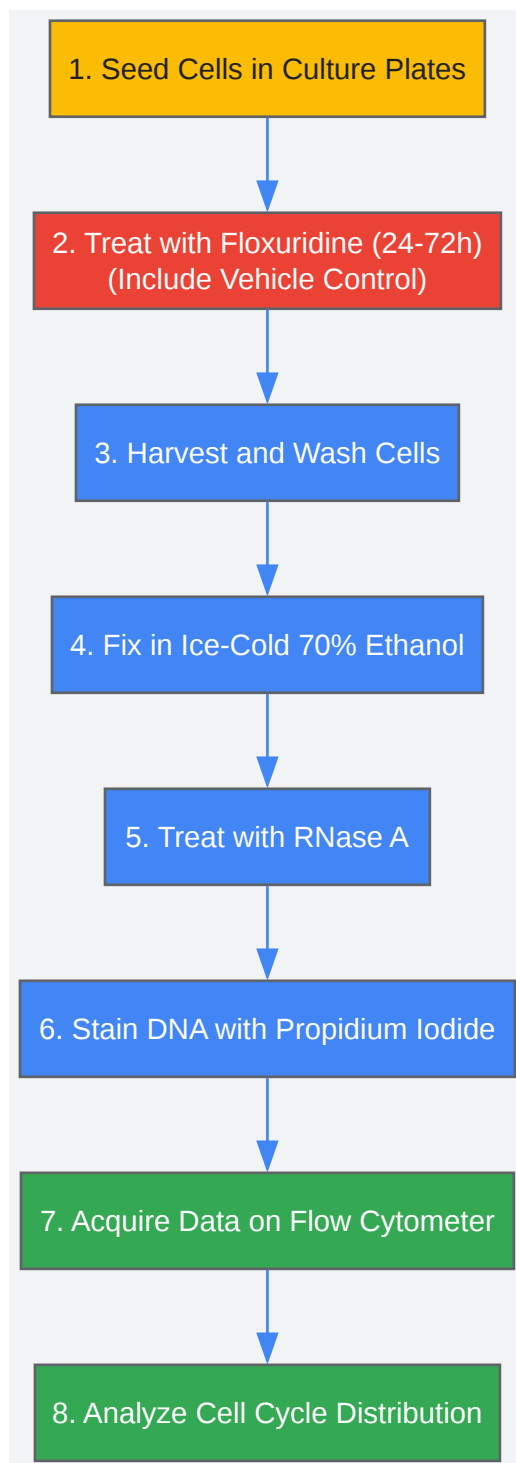 1. Seed Cells in Culture Plates
2. Treat with Floxuridine (24-72h)
(Include Vehicle Control)
3. Harvest and Wash Cells
4. Fix in Ice-Cold 70% Ethanol
5. Treat with RNase A
6. Stain DNA with Propidium Iodide
7. Acquire Data on Flow Cytometer
8. Analyze Cell Cycle Distribution